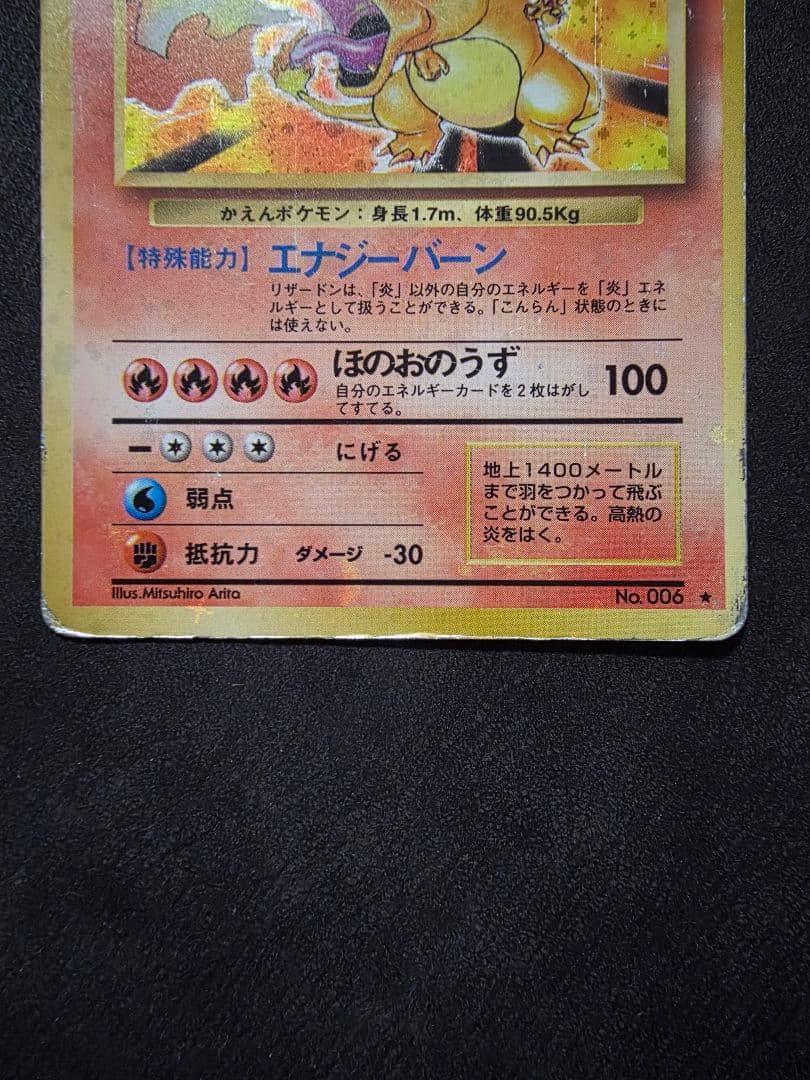 かえんポケモン：身長1.7m、体重90.5Kg
【特殊能力】エナジーバーン
リザードンは、「炎」以外の自分のエネルギーを「炎」エネ
ルギーとして扱うことができる。「こんらん」状態のときに
は使えない。
ほのおのうず 100
自分のエネルギーカードを2枚はがし
てすてる。
にげる
弱点
抵抗力 ダメージ -30
地上1400メートル
まで羽をつかって飛ぶ
ことができる。高熱の
炎をはく。
Illus.Mitsuhiro Arita No.006 ★